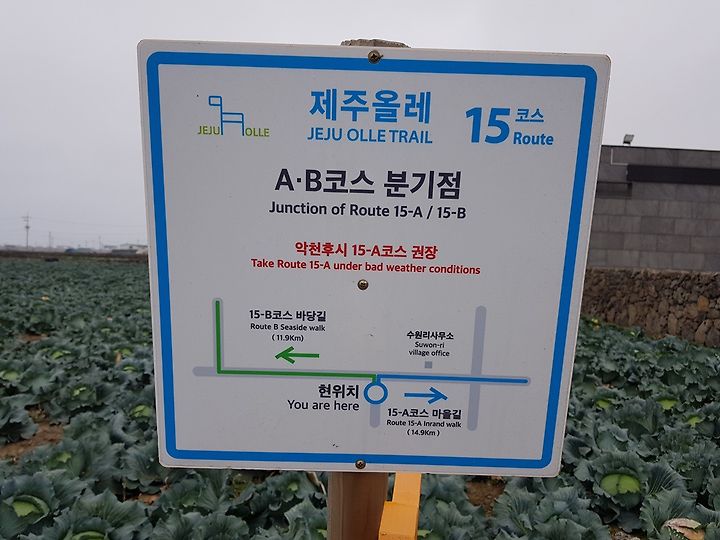 JEJU OLLE
제주올레
JEJU OLLE TRAIL
15 코스
Route
A·B코스 분기점
Junction of Route 15-A / 15-B
악천후시 15-A코스 권장
Take Route 15-A under bad weather conditions
15-B코스 바당길
Route B Seaside walk
( 11.9Km )
수원리사무소
Suwon-ri
village office
현위치
You are here
15-A코스 마을길
Route 15-A Inrand walk
( 14.9Km )